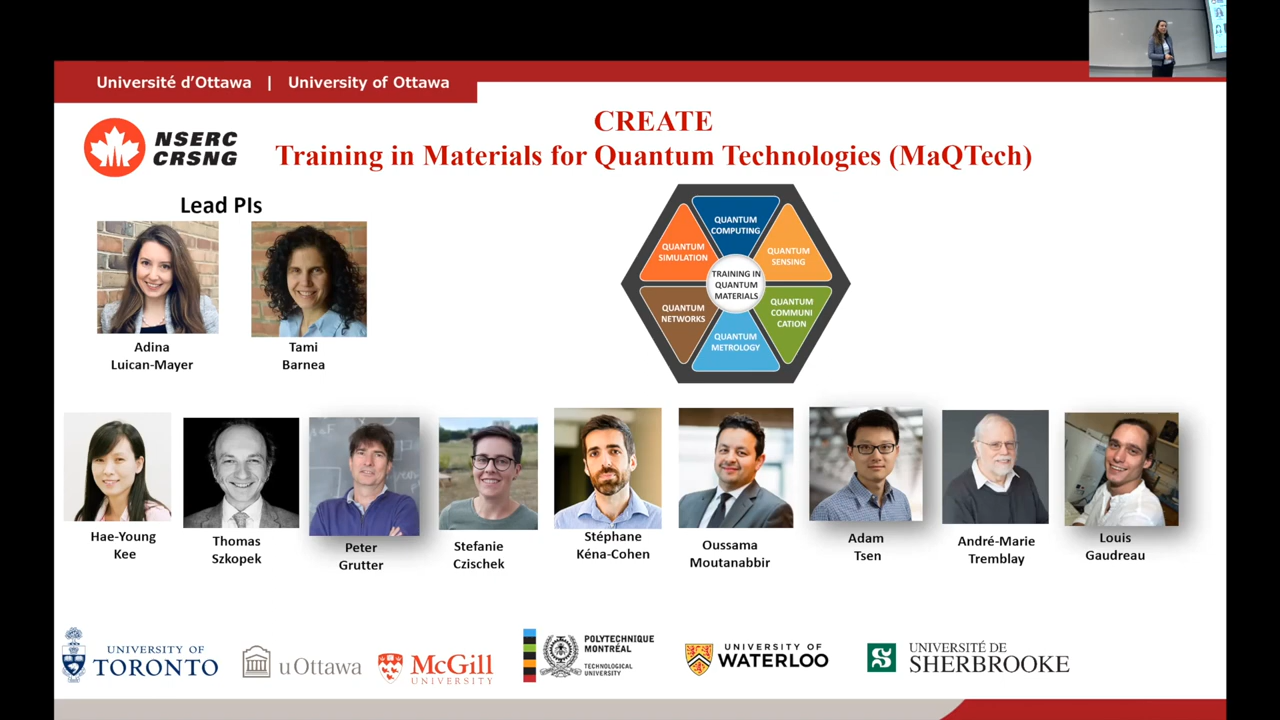 Université d'Ottawa | University of Ottawa
NSERC
CRSNG
CREATE
Training in Materials for Quantum Technologies (MaQTech)
Lead PIs
Adina
Luican-Mayer
Tami
Barnea
QUANTUM
COMPUTING
QUANTUM
SIMULATION
QUANTUM
SENSING
TRAINING IN
QUANTUM
MATERIALS
QUANTUM
NETWORKS
QUANTUM
COMMUNI
CATION
QUANTUM
METROLOGY
Hae-Young
Kee
Thomas
Szkopek
Peter
Grutter
Stefanie
Czischek
Stéphane
Kéna-Cohen
Oussama
Moutanabbir
Adam
Tsen
André-Marie
Tremblay
Louis
Gaudreau
UNIVERSITY OF
TORONTO
uOttawa
McGill
UNIVERSITY
POLYTECHNIQUE
MONTRÉAL
TECHNOLOGICAL
UNIVERSITY
UNIVERSITY OF
WATERLOO
UNIVERSITÉ DE
SHERBROOKE